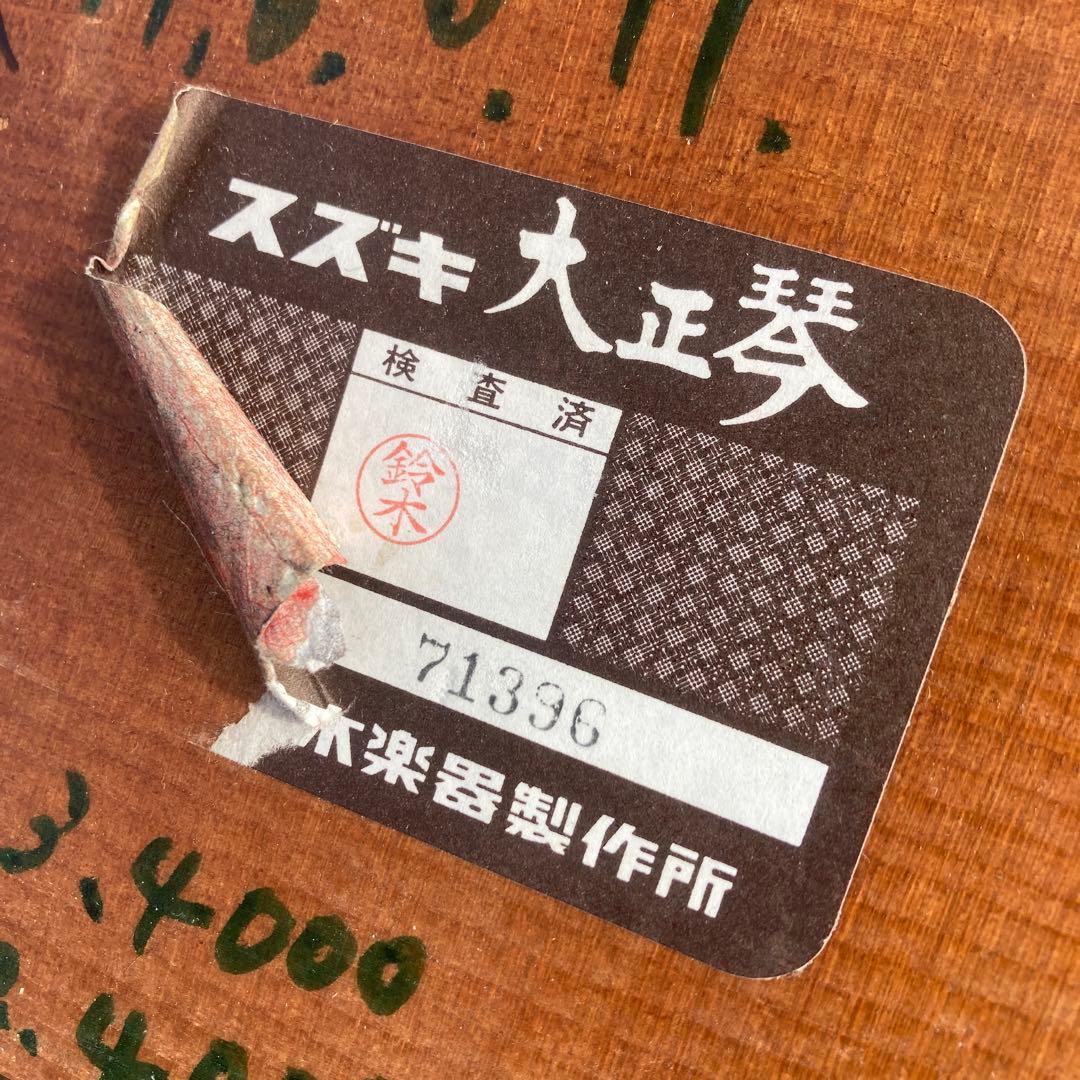 スズキ大正琴
検査済
鈴木
71396
木楽器製作所
3.4000